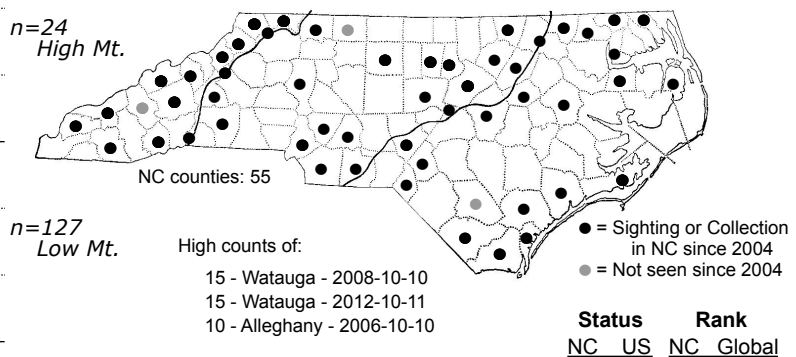 n=24
High Mt.
NC counties: 55
n=127
Low Mt.
High counts of:
15 - Watauga - 2008-10-10
15 - Watauga - 2012-10-11
10 - Alleghany - 2006-10-10
● = Sighting or Collection
in NC since 2004
● = Not seen since 2004
Status Rank
NC US NC Global